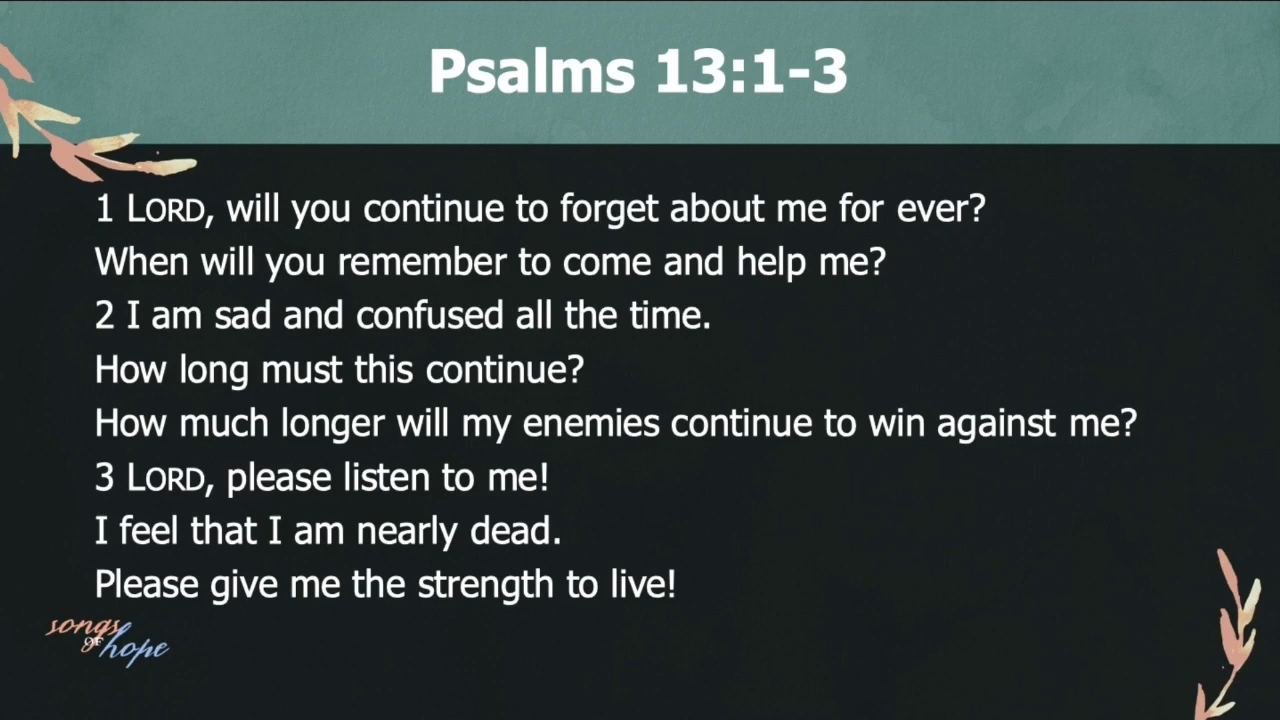 Psalms 13:1-3
1 LORD, will you continue to forget about me for ever?
When will you remember to come and help me?
2 I am sad and confused all the time.
How long must this continue?
How much longer will my enemies continue to win against me?
3 LORD, please listen to me!
I feel that I am nearly dead.
Please give me the strength to live!
songs
OF hope